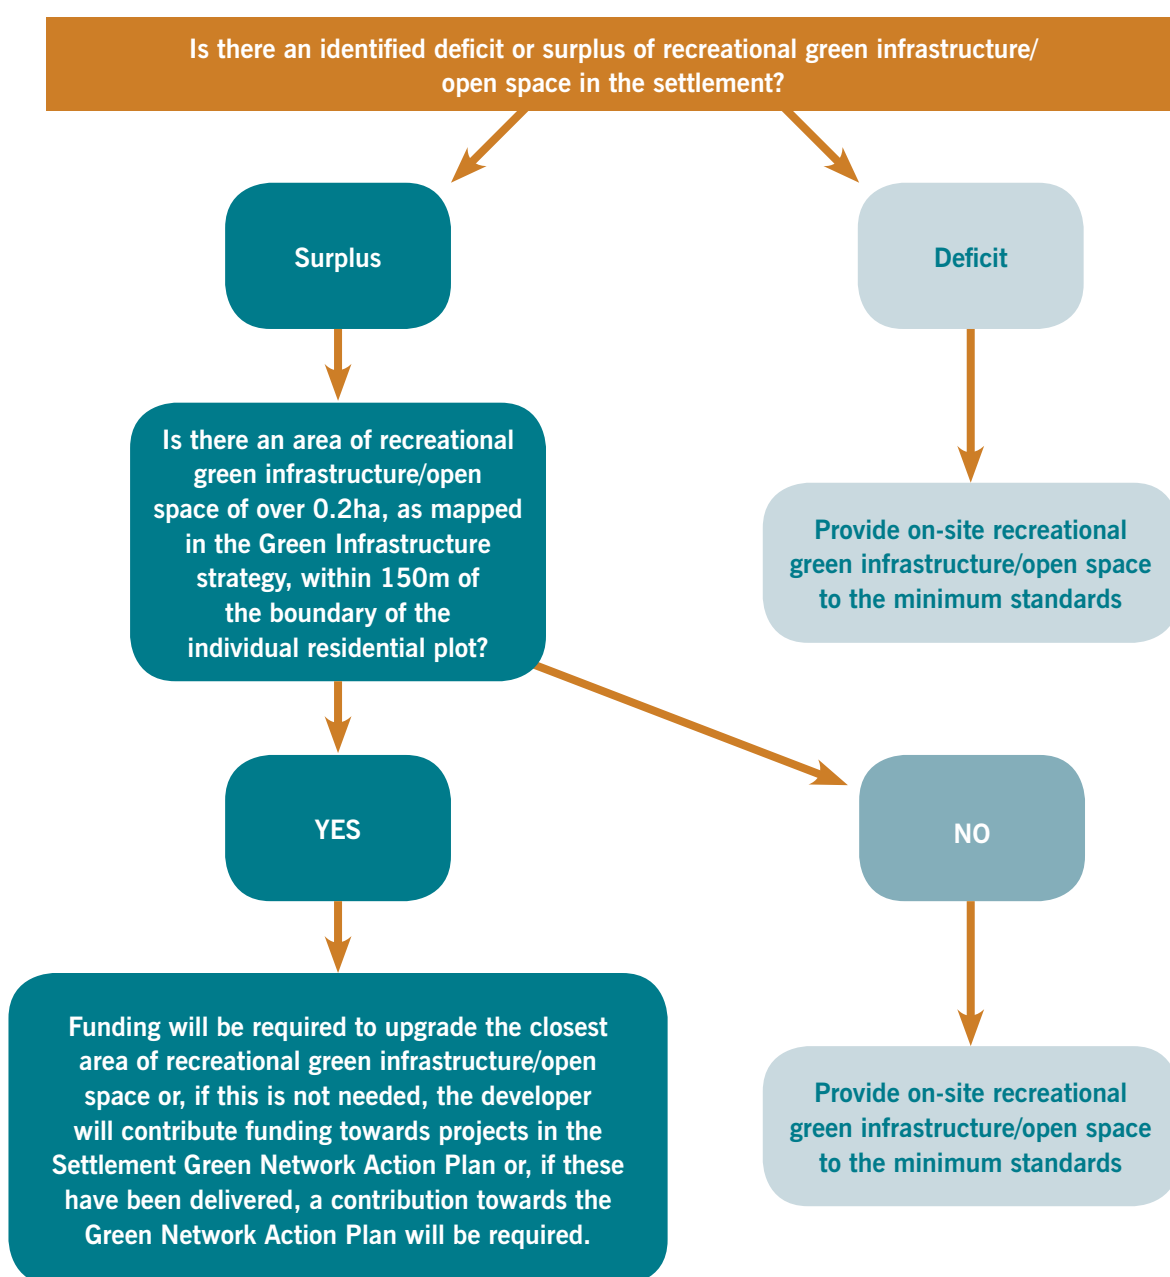 Is there an identified deficit or surplus of recreational green infrastructure/
open space in the settlement?
Surplus
Deficit
Is there an area of recreational
green infrastructure/open
space of over 0.2ha, as mapped
in the Green Infrastructure
strategy, within 150m of
the boundary of the
individual residential plot?
Provide on-site recreational
green infrastructure/open space
to the minimum standards
YES
NO
Funding will be required to upgrade the closest
area of recreational green infrastructure/open
space or, if this is not needed, the developer
will contribute funding towards projects in the
Settlement Green Network Action Plan or, if these
have been delivered, a contribution towards the
Green Network Action Plan will be required.
Provide on-site recreational
green infrastructure/open space
to the minimum standards